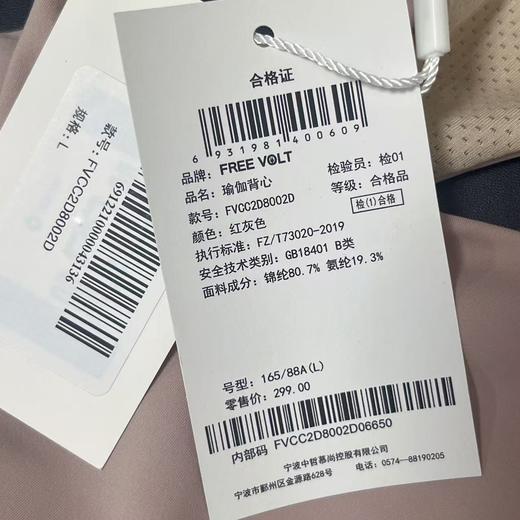 合格证
6 931981 400609
品牌: FREE VOLT 检验员: 检01
品名: 瑜伽背心 等级: 合格品
款号: FVCC2D8002D 检(1)合格
颜色: 红灰色
执行标准: FZ/T73020-2019
安全技术类别: GB18401 B类
面料成分: 锦纶80.7% 氨纶19.3%
号型: 165/88A(L)
零售价: 299.00
内部码 FVCC2D8002D06650
宁波中哲慕尚控股有限公司
宁波市鄞州区金源路628号 电话: 0574-88190205
款号: FVCC2D8002D
规格: L
6912210000043136